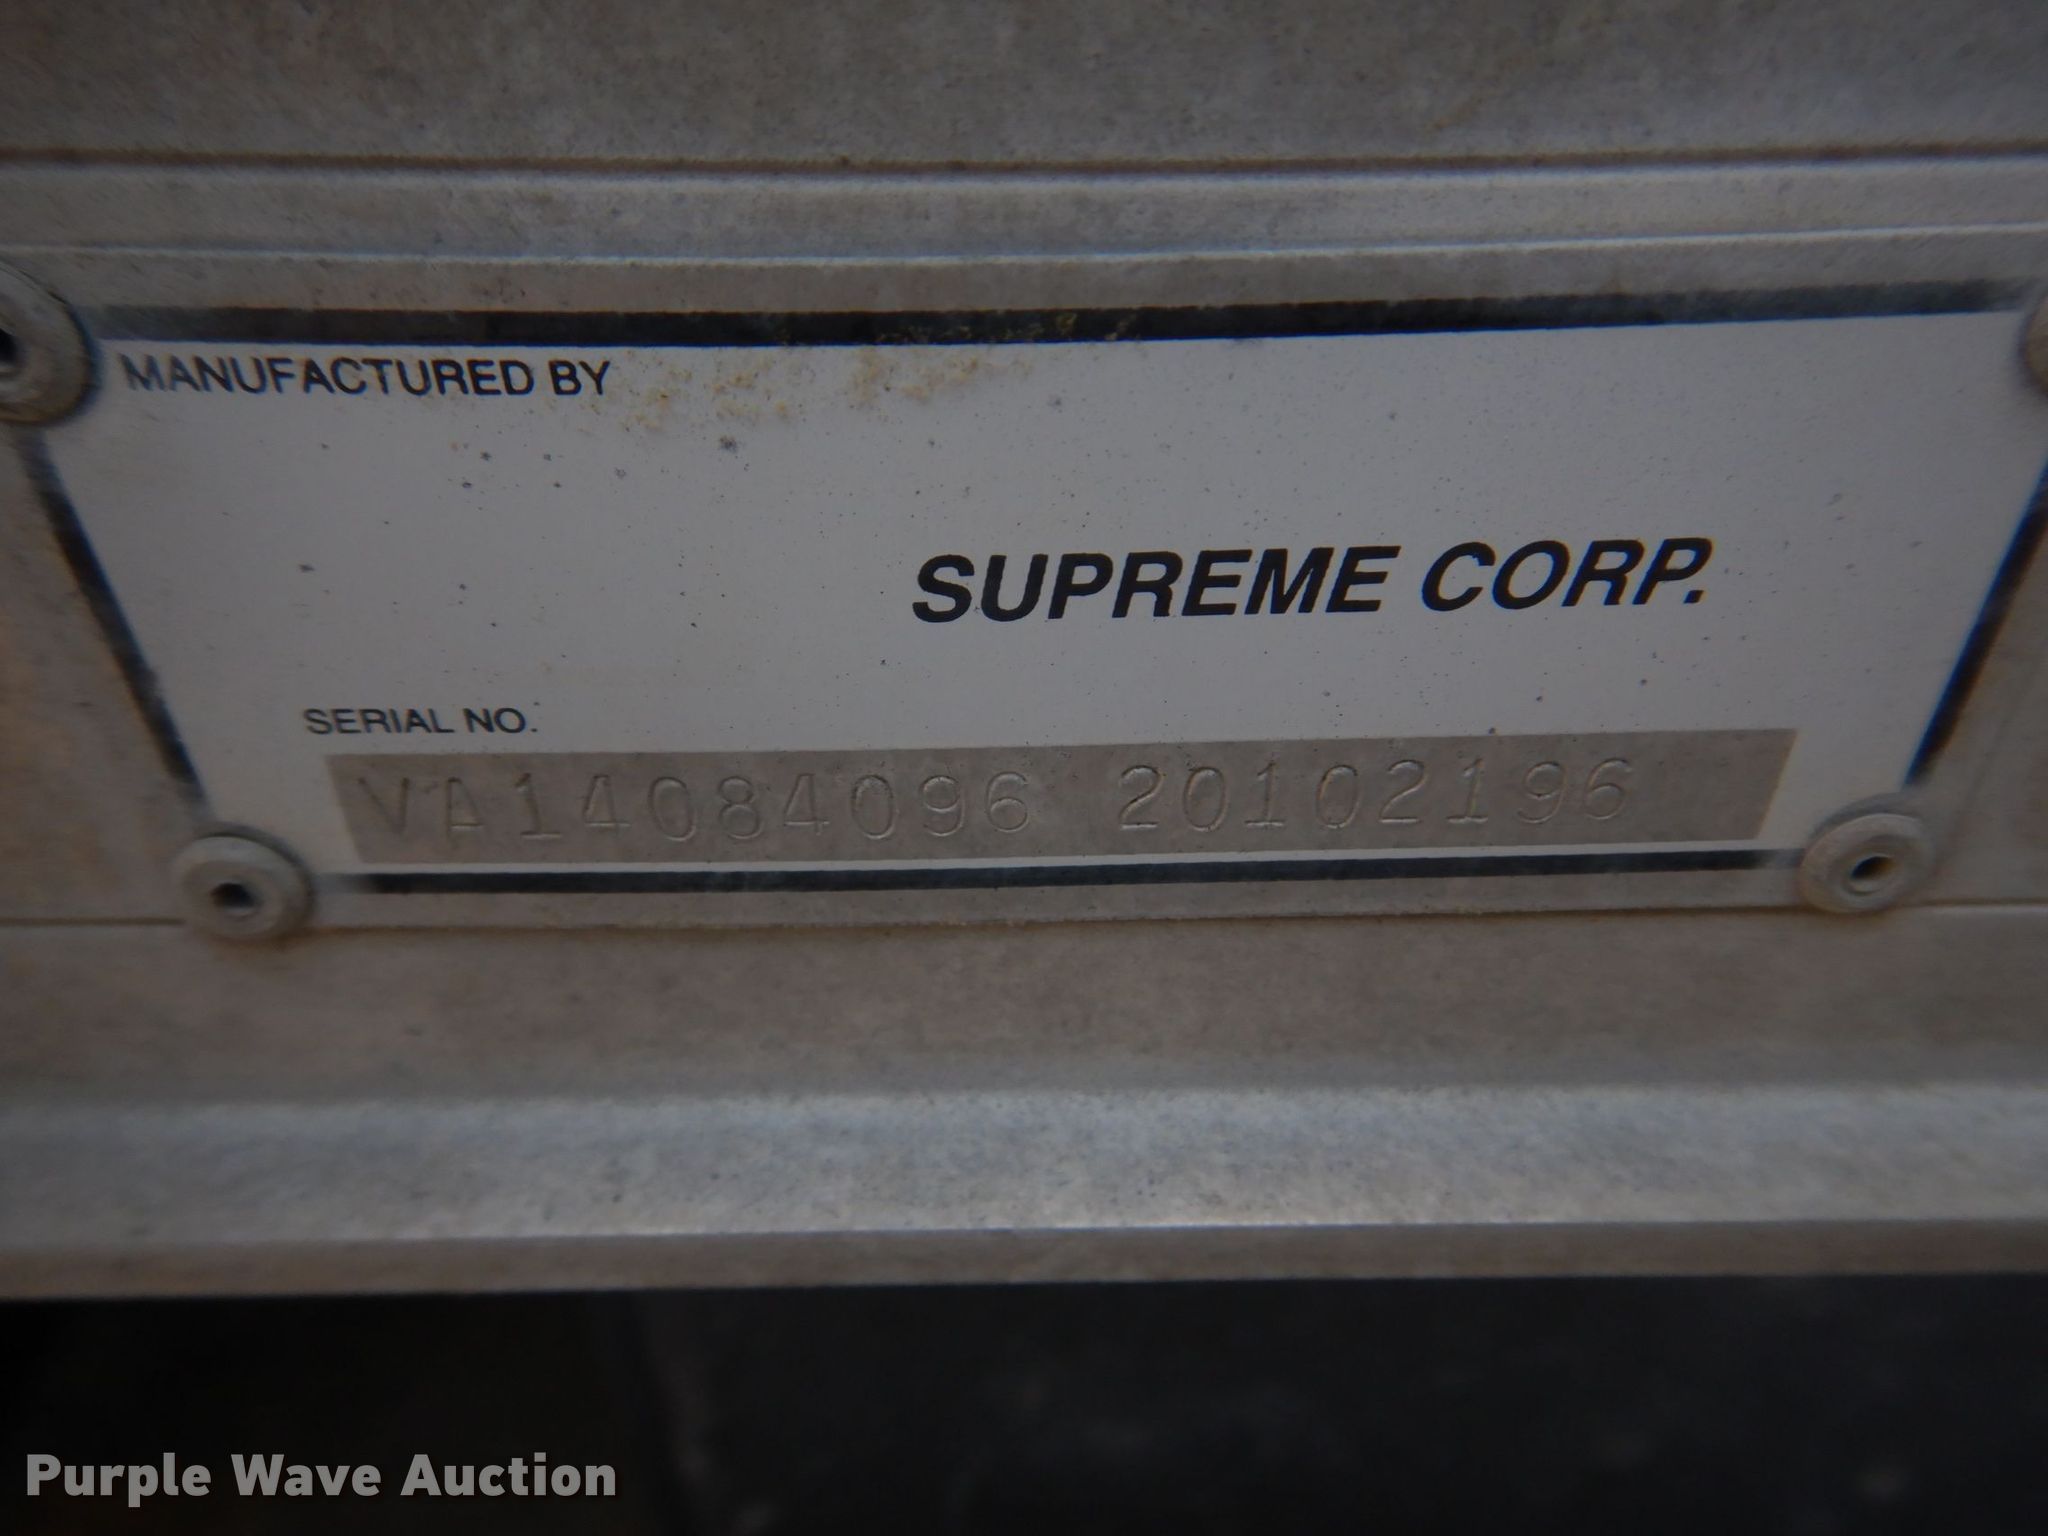 MANUFACTURED BY
SUPREME CORP.
SERIAL NO.
VA14084096 20102196
Purple Wave Auction